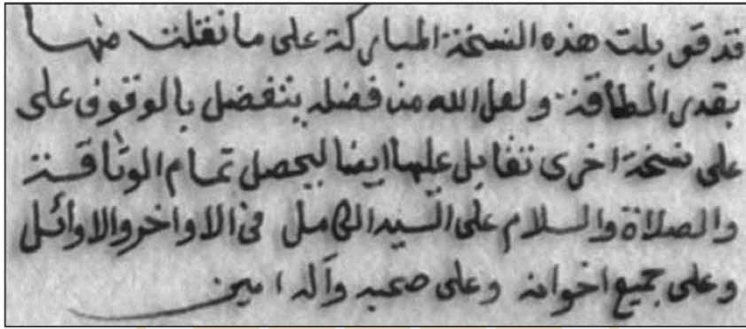 قد قوبلت هذه النسخة المباركة على ما نقلت منها
بقدر الطاقة ولعل الله من فضله يتفضل بالوقوف على
على نسخة اخرى تقابل عليها ايضا ليحصل تمام الوثاقة
والصلاة والسلام على السيد الكامل فى الاواخر والاوائل
وعلى جميع اخوانه وعلى صحبه وآله امين